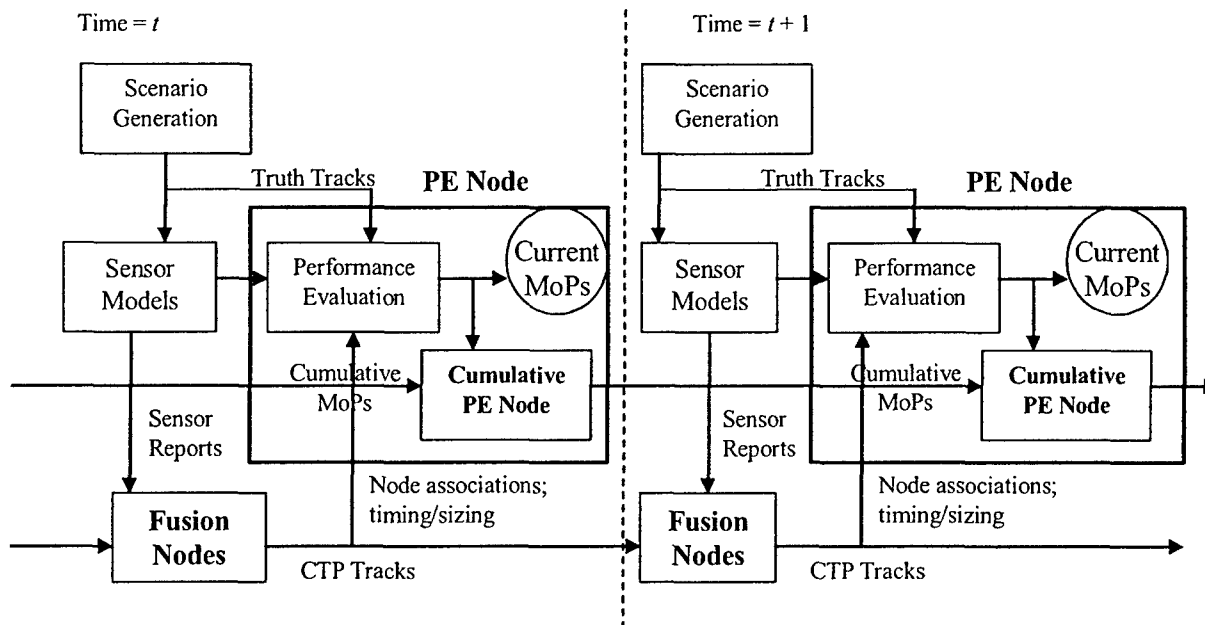 Time = t
Time = t + 1
Scenario
Generation
Truth Tracks
PE Node
Sensor
Models
Performance
Evaluation
Current
MoPs
Cumulative
MoPs
Cumulative
PE Node
Sensor
Reports
Node associations;
timing/sizing
Fusion
Nodes
CTP Tracks
Scenario
Generation
Truth Tracks
PE Node
Sensor
Models
Performance
Evaluation
Current
MoPs
Cumulative
MoPs
Cumulative
PE Node
Sensor
Reports
Node associations;
timing/sizing
Fusion
Nodes
CTP Tracks